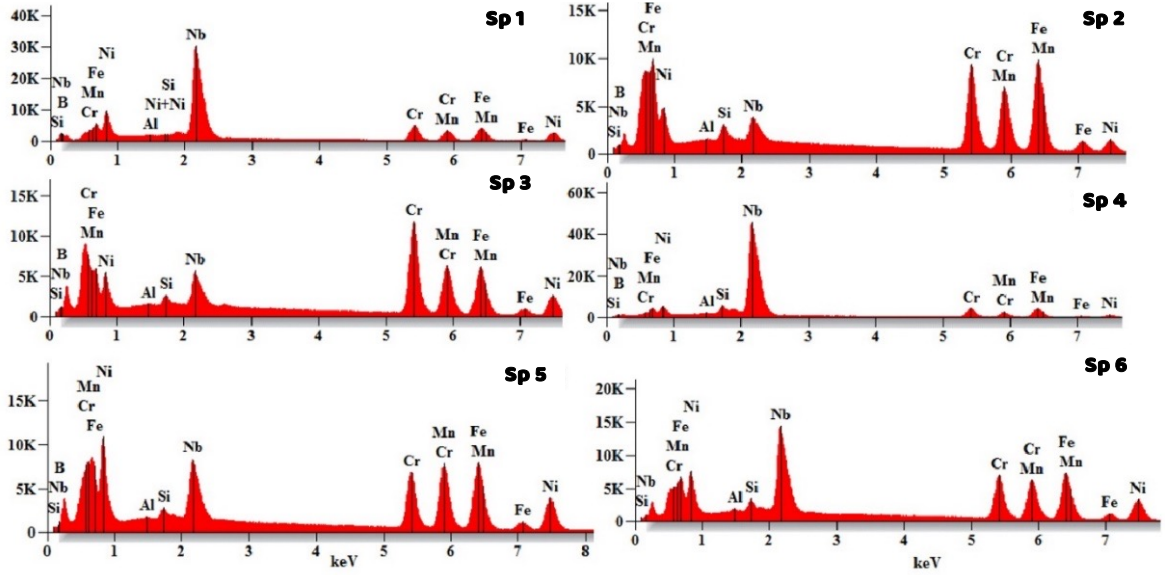 Sp 1
40K
30K
20K
10K
0
Nb
B
Si
Fe
Mn
Cr
Ni
Si
Ni+Ni
Al
Nb
Cr
Cr
Mn
Fe
Mn
Fe
Ni
0 1 2 3 4 5 6 7
Sp 2
15K
10K
5K
0
B
Nb
Si
Fe
Cr
Mn
Ni
Al
Si
Nb
Cr
Cr
Mn
Fe
Mn
Fe
Ni
0 1 2 3 4 5 6 7
Sp 3
15K
10K
5K
0
B
Nb
Si
Cr
Fe
Mn
Ni
Al
Si
Nb
Cr
Mn
Cr
Fe
Mn
Fe
Ni
0 1 2 3 4 5 6 7
Sp 4
60K
40K
20K
0
Nb
B
Si
Ni
Fe
Mn
Cr
Al
Si
Nb
Cr
Mn
Cr
Fe
Mn
Fe
Ni
0 1 2 3 4 5 6 7
Sp 5
15K
10K
5K
0
B
Nb
Si
Ni
Mn
Cr
Fe
Al
Si
Nb
Cr
Mn
Cr
Fe
Mn
Fe
Ni
0 1 2 3 4 5 6 7 8
keV
Sp 6
20K
15K
10K
5K
0
Nb
Si
Ni
Fe
Mn
Cr
Al
Si
Nb
Cr
Cr
Mn
Fe
Mn
Fe
Ni
0 1 2 3 4 5 6 7
keV